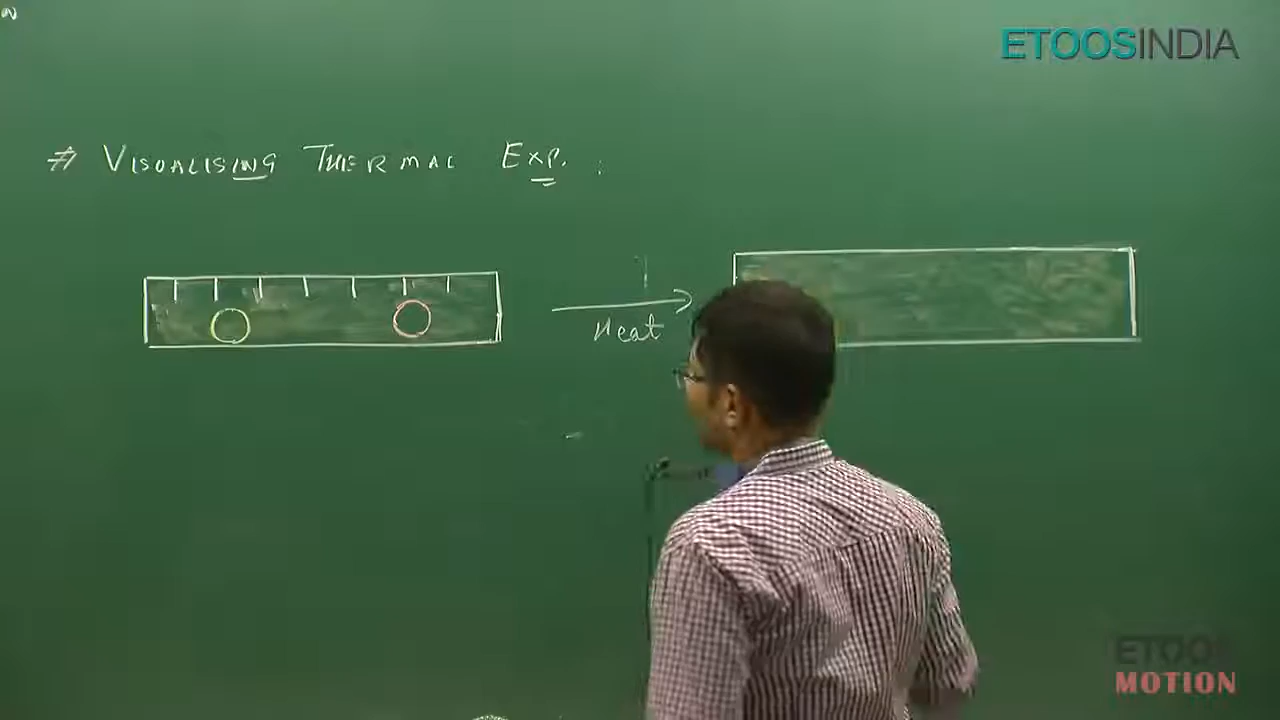 ETOOSINDIA
# VISUALISING THERMAL EXP. :
Heat
ETOOS
MOTION